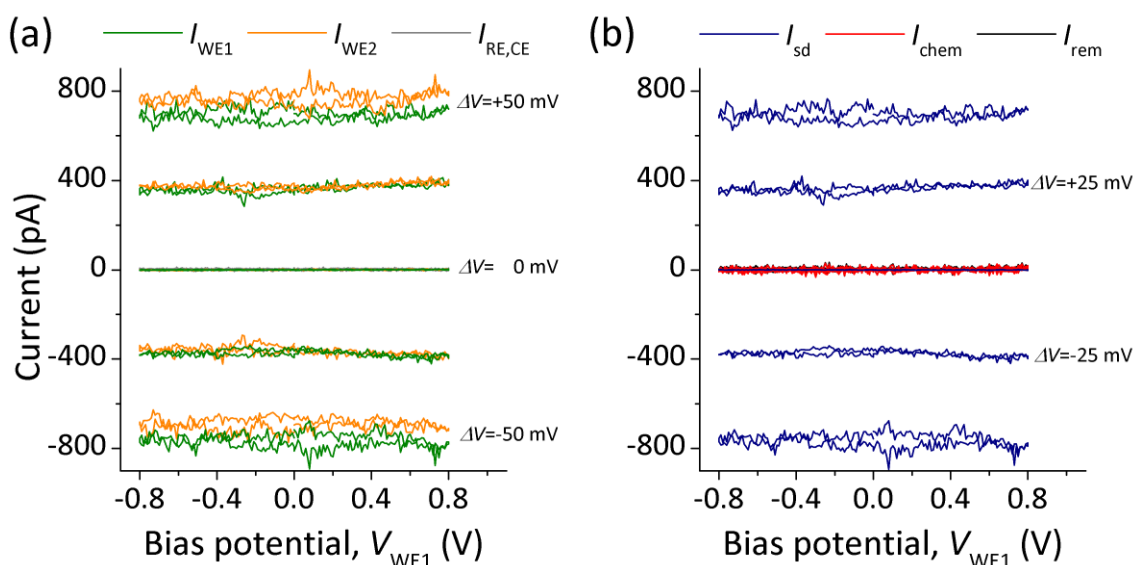 (a)
I_WE1 I_WE2 I_RE,CE
800
400
0
-400
-800
ΔV=+50 mV
ΔV= 0 mV
ΔV=-50 mV
Current (pA)
-0.8 -0.4 0.0 0.4 0.8
Bias potential, V_WE1 (V)
(b)
I_sd I_chem I_rem
800
400
0
-400
-800
ΔV=+25 mV
ΔV=-25 mV
-0.8 -0.4 0.0 0.4 0.8
Bias potential, V_WE1 (V)